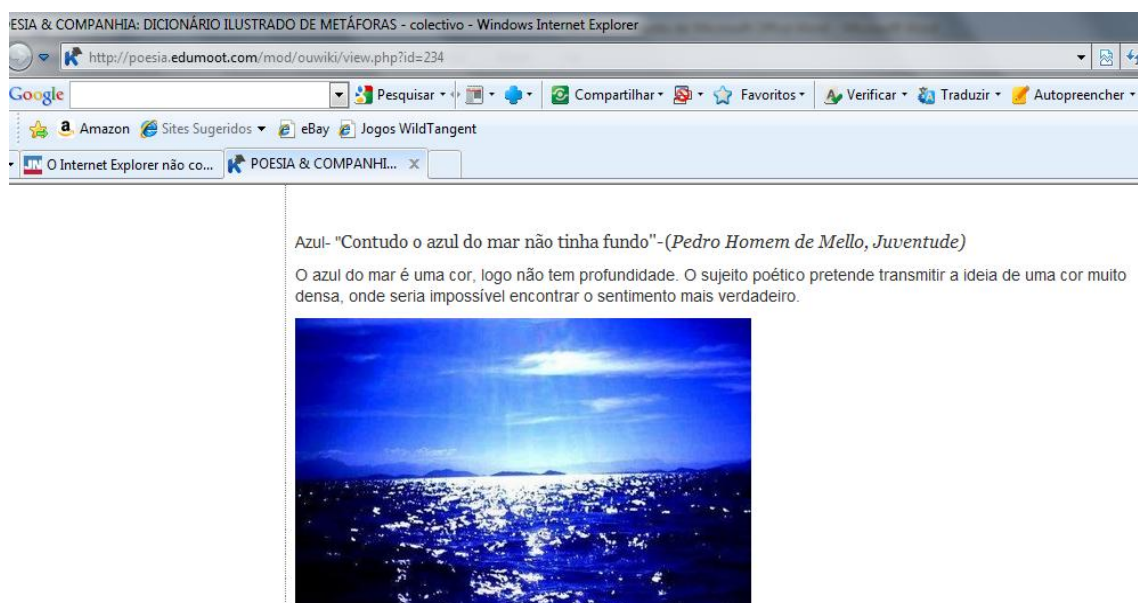 ESIA & COMPANHIA: DICIONÁRIO ILUSTRADO DE METÁFORAS - colectivo - Windows Internet Explorer
http://poesia.edumoot.com/mod/ouwiki/view.php?id=234
Google Pesquisar Compartilhar Favoritos Verificar Traduzir Autopreencher
Amazon Sites Sugeridos eBay Jogos WildTangent
JN O Internet Explorer não co... POESIA & COMPANHI... X
Azul- "Contudo o azul do mar não tinha fundo"-(Pedro Homem de Mello, Juventude)
O azul do mar é uma cor, logo não tem profundidade. O sujeito poético pretende transmitir a ideia de uma cor muito
densa, onde seria impossível encontrar o sentimento mais verdadeiro.